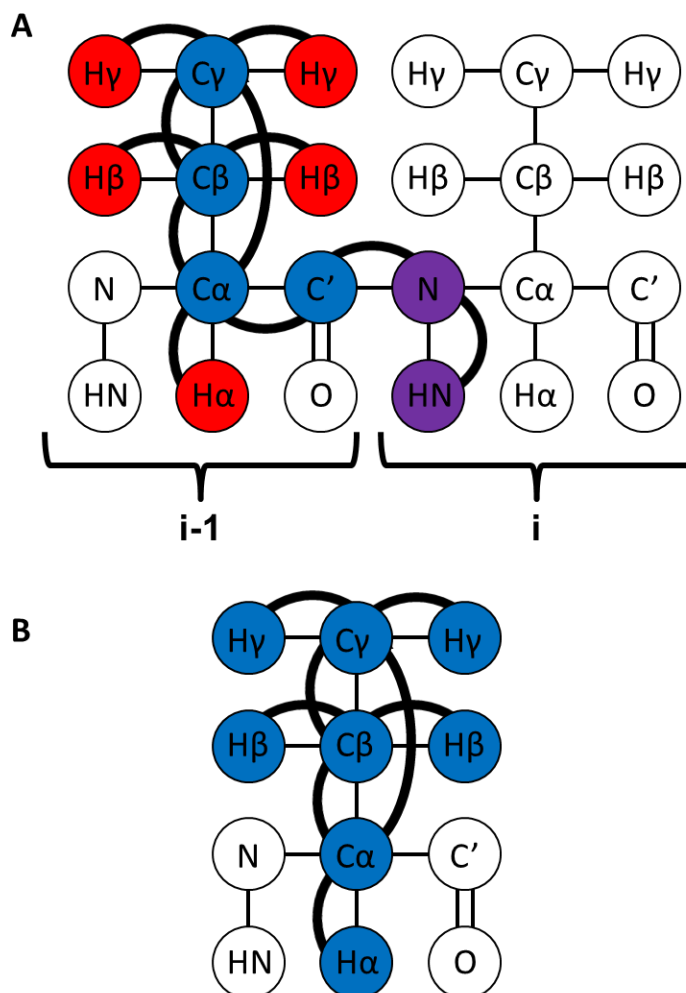 A
Hγ Cγ Hγ Hγ Cγ Hγ
Hβ Cβ Hβ Hβ Cβ Hβ
N Cα C’ N Cα C’
HN Hα O HN Hα O
i-1 i
B
Hγ Cγ Hγ
Hβ Cβ Hβ
N Cα C’
HN Hα O